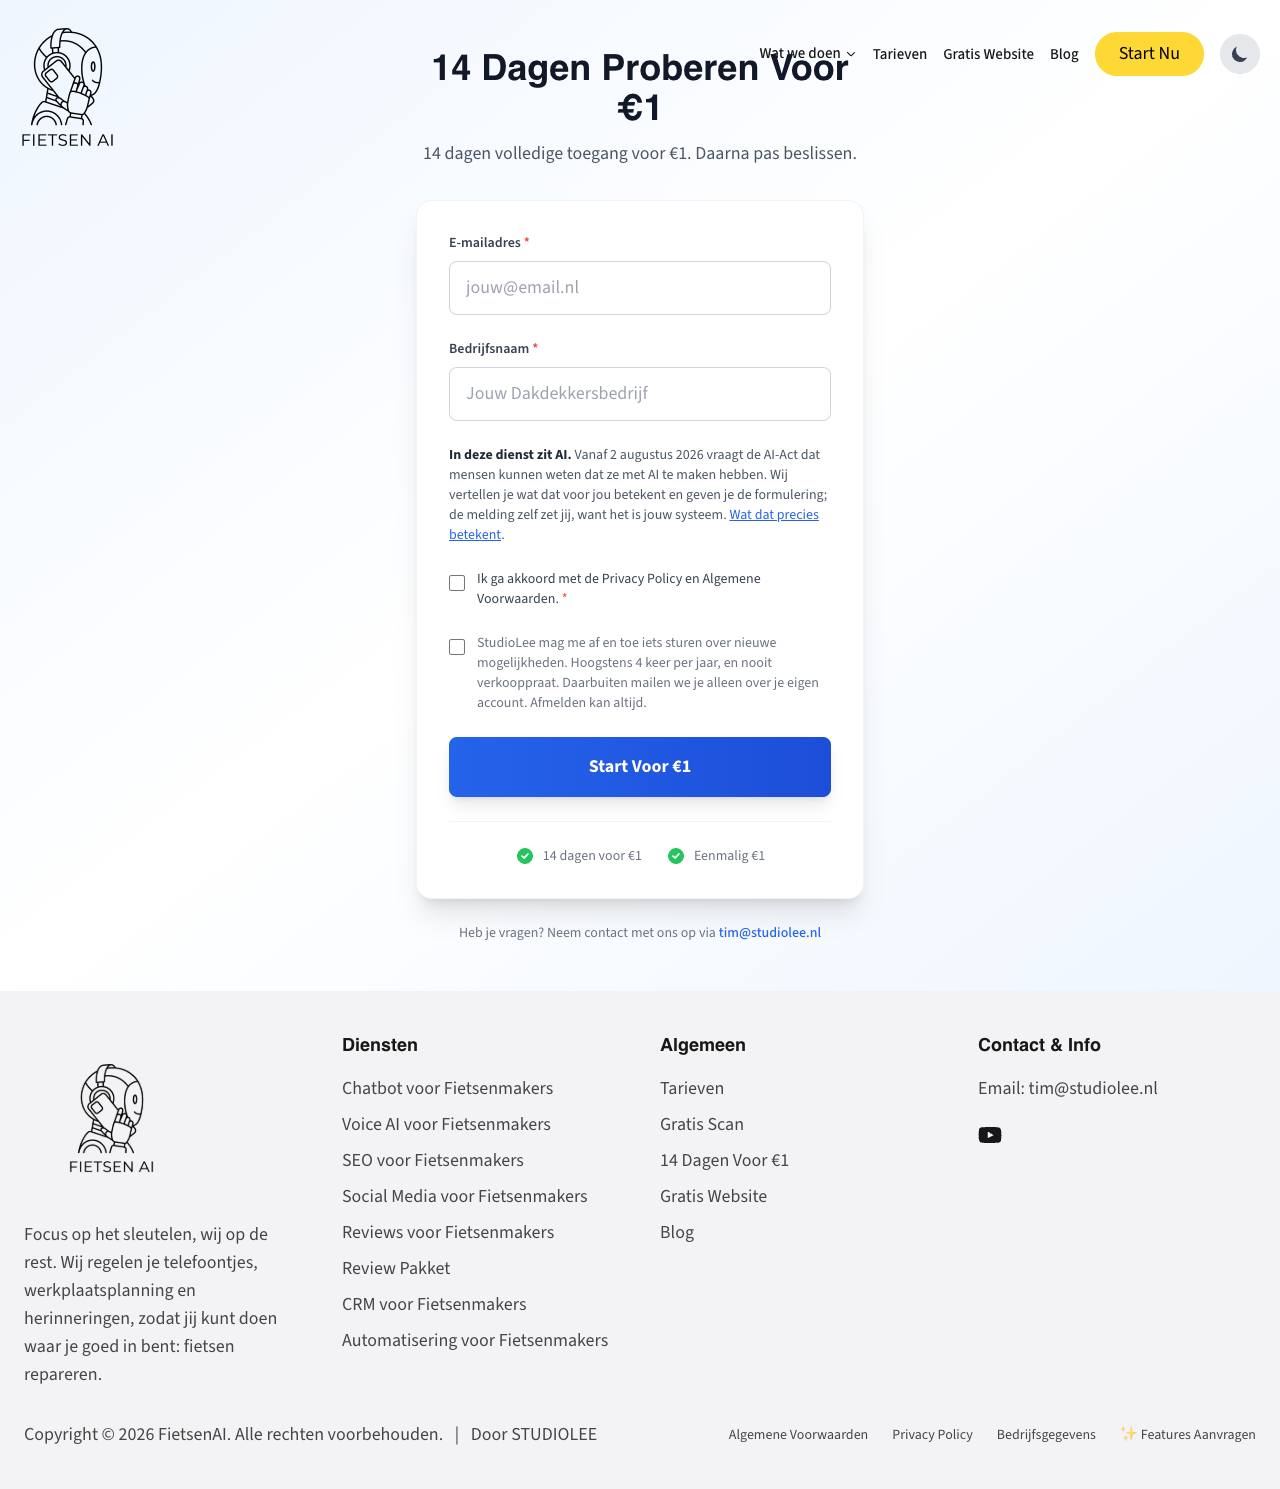 FIETSEN AI
Wat we doen
Tarieven
Gratis Website
Blog
Start Nu
14 Dagen Proberen Voor
€1
14 dagen volledige toegang voor €1. Daarna pas beslissen.
E-mailadres *
jouw@email.nl
Bedrijfsnaam *
Jouw Dakdekkersbedrijf
In deze dienst zit AI. Vanaf 2 augustus 2026 vraagt de AI-Act dat
mensen kunnen weten dat ze met AI te maken hebben. Wij
vertellen je wat dat voor jou betekent en geven je de formulering;
de melding zelf zet jij, want het is jouw systeem. Wat dat precies
betekent.
Ik ga akkoord met de Privacy Policy en Algemene
Voorwaarden. *
StudioLee mag me af en toe iets sturen over nieuwe
mogelijkheden. Hoogstens 4 keer per jaar, en nooit
verkooppraat. Daarbuiten mailen we je alleen over je eigen
account. Afmelden kan altijd.
Start Voor €1
14 dagen voor €1
Eenmalig €1
Heb je vragen? Neem contact met ons op via tim@studiolee.nl
FIETSEN AI
Focus op het sleutelen, wij op de
rest. Wij regelen je telefoontjes,
werkplaatsplanning en
herinneringen, zodat jij kunt doen
waar je goed in bent: fietsen
repareren.
Diensten
Chatbot voor Fietsenmakers
Voice AI voor Fietsenmakers
SEO voor Fietsenmakers
Social Media voor Fietsenmakers
Reviews voor Fietsenmakers
Review Pakket
CRM voor Fietsenmakers
Automatisering voor Fietsenmakers
Algemeen
Tarieven
Gratis Scan
14 Dagen Voor €1
Gratis Website
Blog
Contact & Info
Email: tim@studiolee.nl
Copyright © 2026 FietsenAI. Alle rechten voorbehouden. | Door STUDIOLEE
Algemene Voorwaarden
Privacy Policy
Bedrijfsgegevens
✨ Features Aanvragen